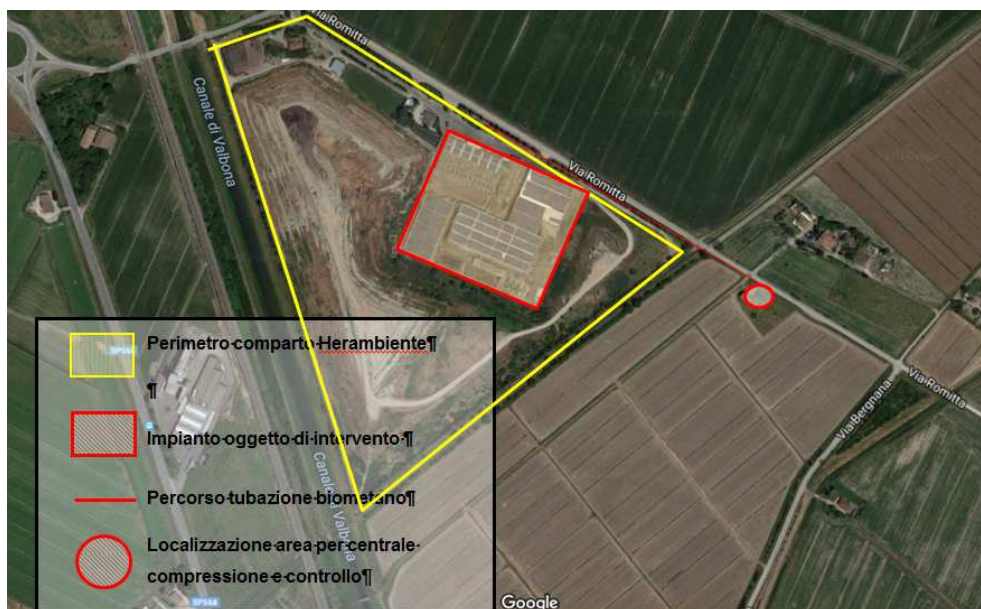 Via Romitta
Canale di Valbona
Via Romitta
Perimetro·comparto·Herambiente¶
¶
Impianto·oggetto·di·intervento·¶
Percorso·tubazione·biometano¶
Localizzazione·area·per·centrale·
compressione·e·controllo¶
Canale di Valbona
Via Bergnana
Via Romitta
SP568
Google